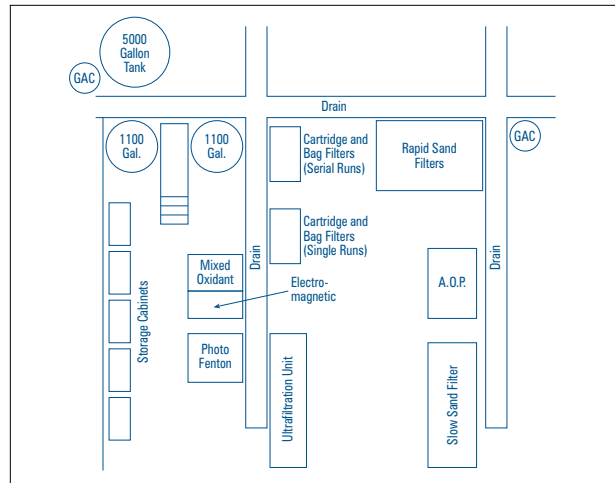 5000
Gallon
Tank
GAC
Drain
1100
Gal.
1100
Gal.
Cartridge and
Bag Filters
(Serial Runs)
Rapid Sand
Filters
GAC
Cartridge and
Bag Filters
(Single Runs)
Drain
Drain
Mixed
Oxidant
Electro-
magnetic
A.O.P.
Storage Cabinets
Photo
Fenton
Ultrafiltration Unit
Slow Sand Filter